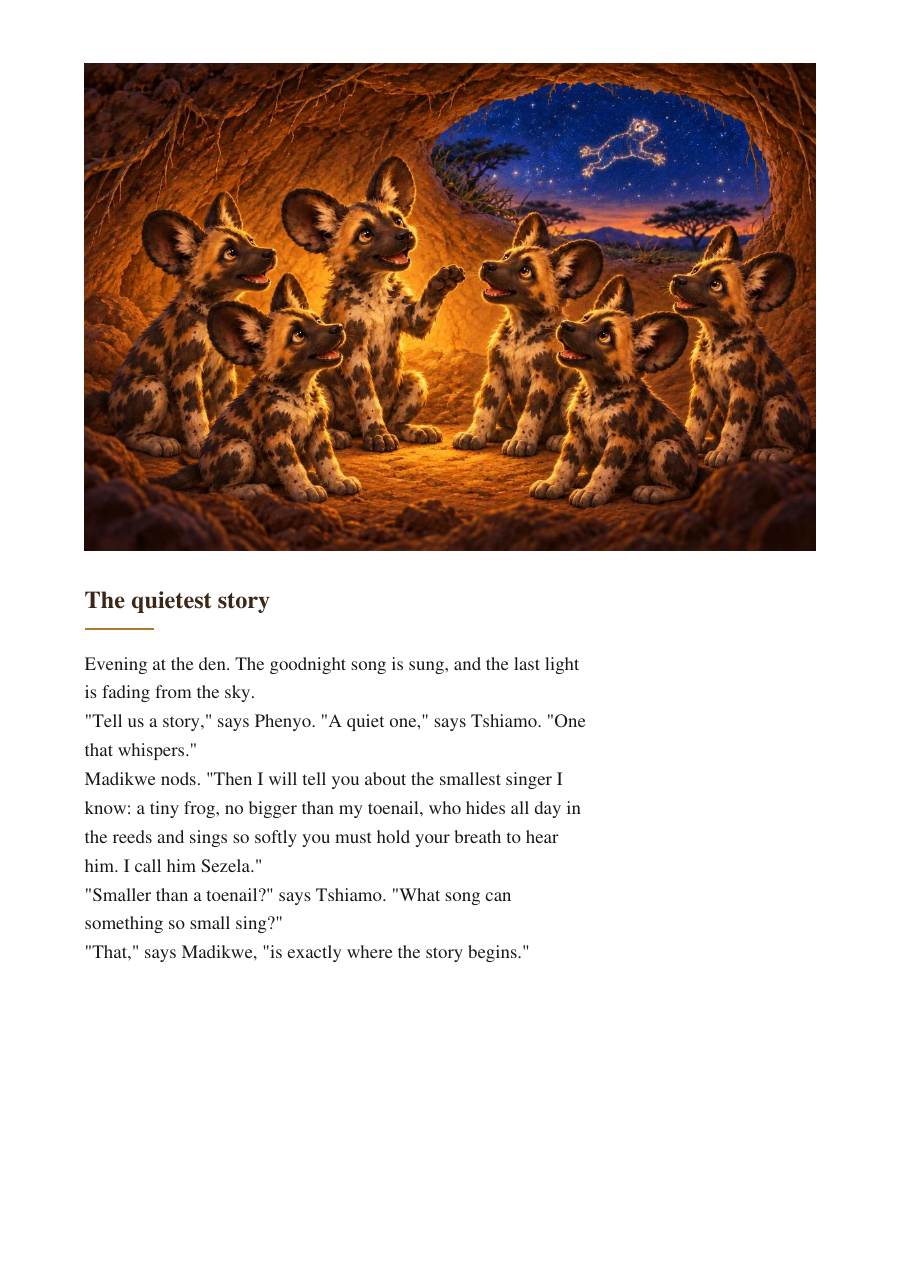 The quietest story
Evening at the den. The goodnight song is sung, and the last light
is fading from the sky.
"Tell us a story," says Phenyo. "A quiet one," says Tshiamo. "One
that whispers."
Madikwe nods. "Then I will tell you about the smallest singer I
know: a tiny frog, no bigger than my toenail, who hides all day in
the reeds and sings so softly you must hold your breath to hear
him. I call him Sezela."
"Smaller than a toenail?" says Tshiamo. "What song can
something so small sing?"
"That," says Madikwe, "is exactly where the story begins."